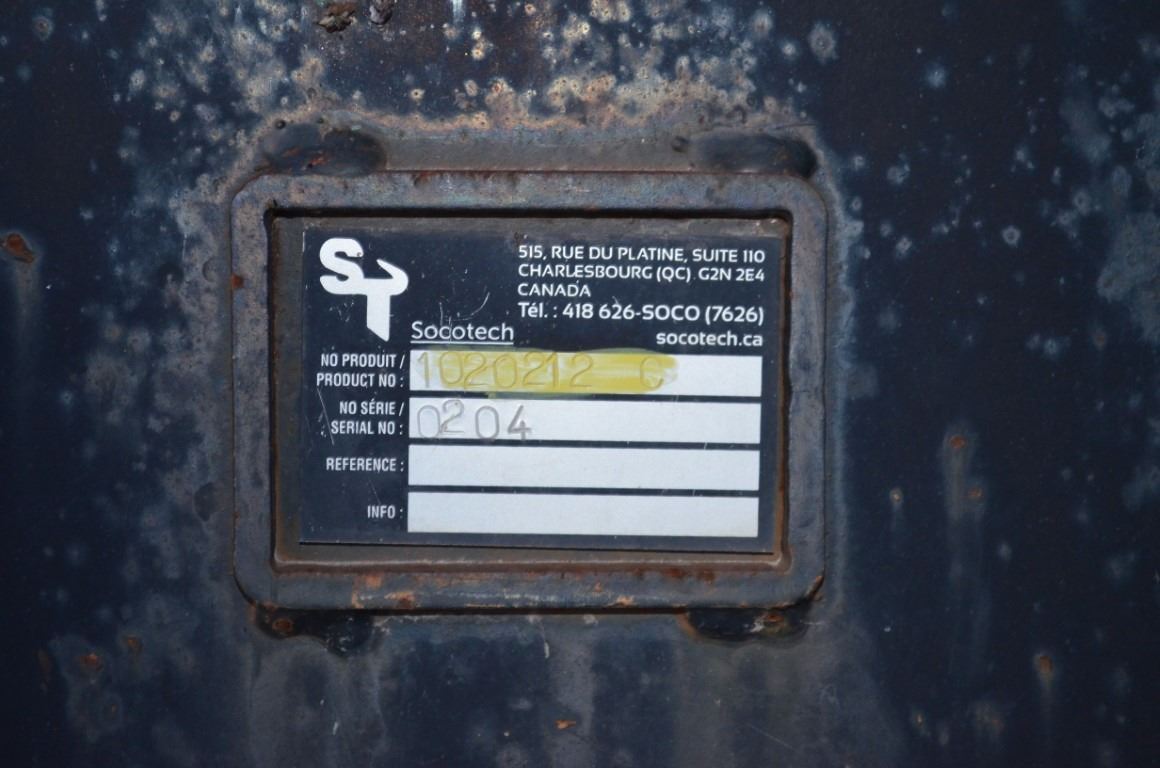 ST
515, RUE DU PLATINE, SUITE 110
CHARLESBOURG (QC) G2N 2E4
CANADA
Tél. : 418 626-SOCO (7626)
Socotech
socotech.ca
NO PRODUIT /
PRODUCT NO : 1020212 C
NO SÉRIE /
SERIAL NO : 0204
REFERENCE :
INFO :